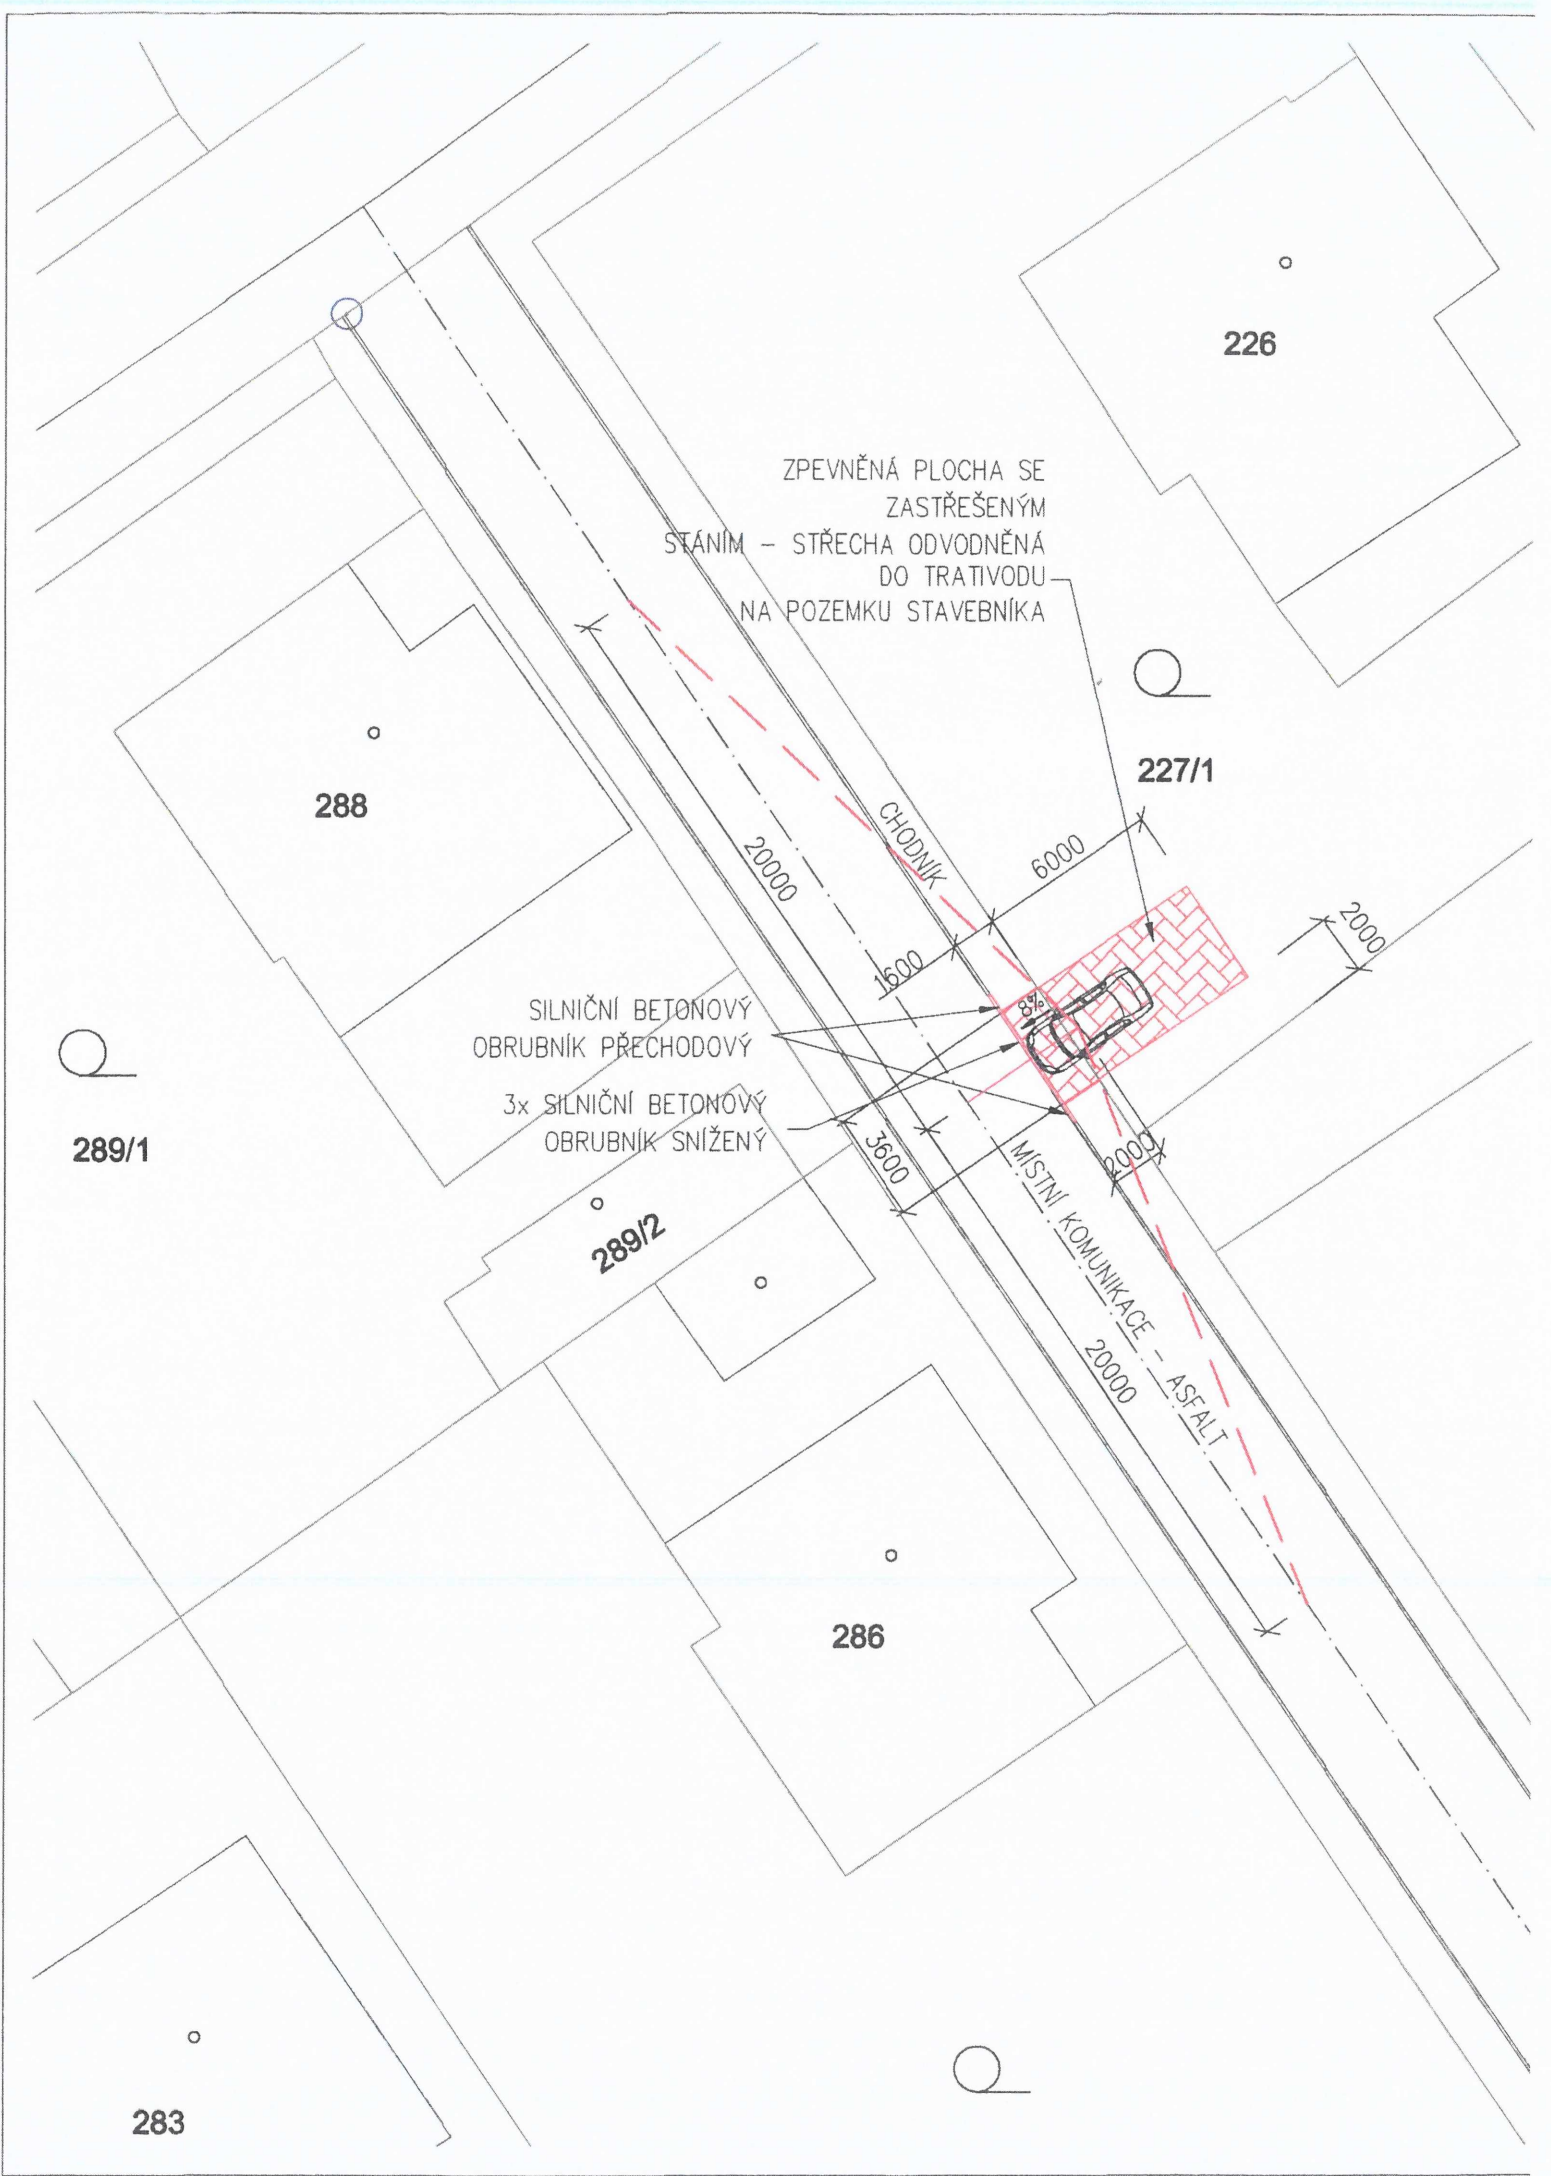 226
ZPEVNĚNÁ PLOCHA SE
ZASTŘEŠENÝM
STÁNÍM – STŘECHA ODVODNĚNÁ
DO TRATIVODU
NA POZEMKU STAVEBNÍKA
227/1
288
20000
CHODNÍK
6000
2000
1600
8%
SILNIČNÍ BETONOVÝ
OBRUBNÍK PŘECHODOVÝ
3x SILNIČNÍ BETONOVÝ
OBRUBNÍK SNÍŽENÝ
289/1
3600
2000
MÍSTNÍ KOMUNIKACE – ASFALT
289/2
20000
286
283